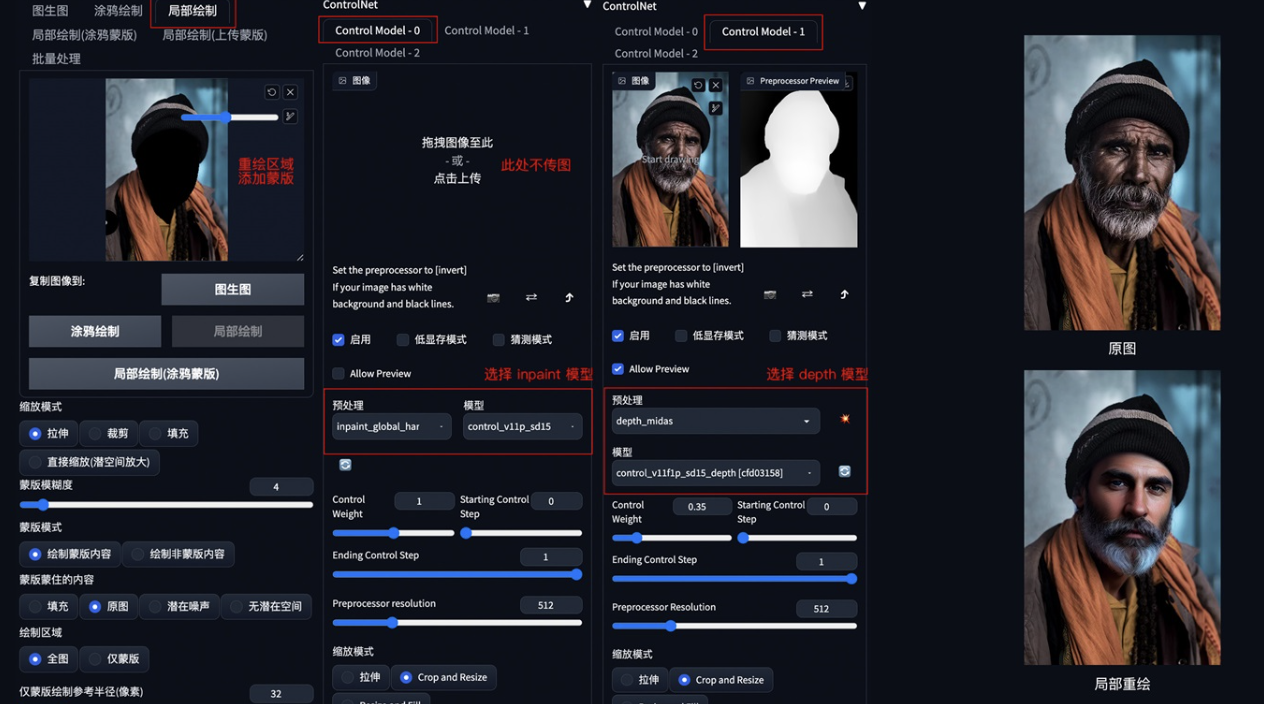 图生图
涂鸦绘制
局部绘制
局部绘制(涂鸦蒙版)
局部绘制(上传蒙版)
批量处理
重绘区域
添加蒙版
复制图像到:
图生图
涂鸦绘制
局部绘制
局部绘制(涂鸦蒙版)
缩放模式
拉伸
裁剪
填充
直接缩放(潜空间放大)
蒙版模糊度
4
蒙版模式
绘制蒙版内容
绘制非蒙版内容
蒙版蒙住的内容
填充
原图
潜在噪声
无潜在空间
绘制区域
全图
仅蒙版
仅蒙版绘制参考半径(像素)
32
ControlNet
Control Model - 0
Control Model - 1
Control Model - 2
图像
拖拽图像至此
- 或 -
点击上传
此处不传图
Set the preprocessor to [invert]
If your image has white
background and black lines.
启用
低显存模式
猜测模式
Allow Preview
选择 inpaint 模型
预处理
模型
inpaint_global_har
control_v11p_sd15
Control
Weight
1
Starting Control
Step
0
Ending Control Step
1
Preprocessor resolution
512
缩放模式
拉伸
Crop and Resize
ControlNet
Control Model - 0
Control Model - 1
Control Model - 2
图像
Start drawing
Preprocessor Preview
Set the preprocessor to [invert]
If your image has white
background and black lines.
启用
低显存模式
猜测模式
Allow Preview
选择 depth 模型
预处理
depth_midas
模型
control_v11f1p_sd15_depth [cfd03158]
Control
Weight
0.35
Starting Control
Step
0
Ending Control Step
1
Preprocessor Resolution
512
缩放模式
拉伸
Crop and Resize
原图
局部重绘